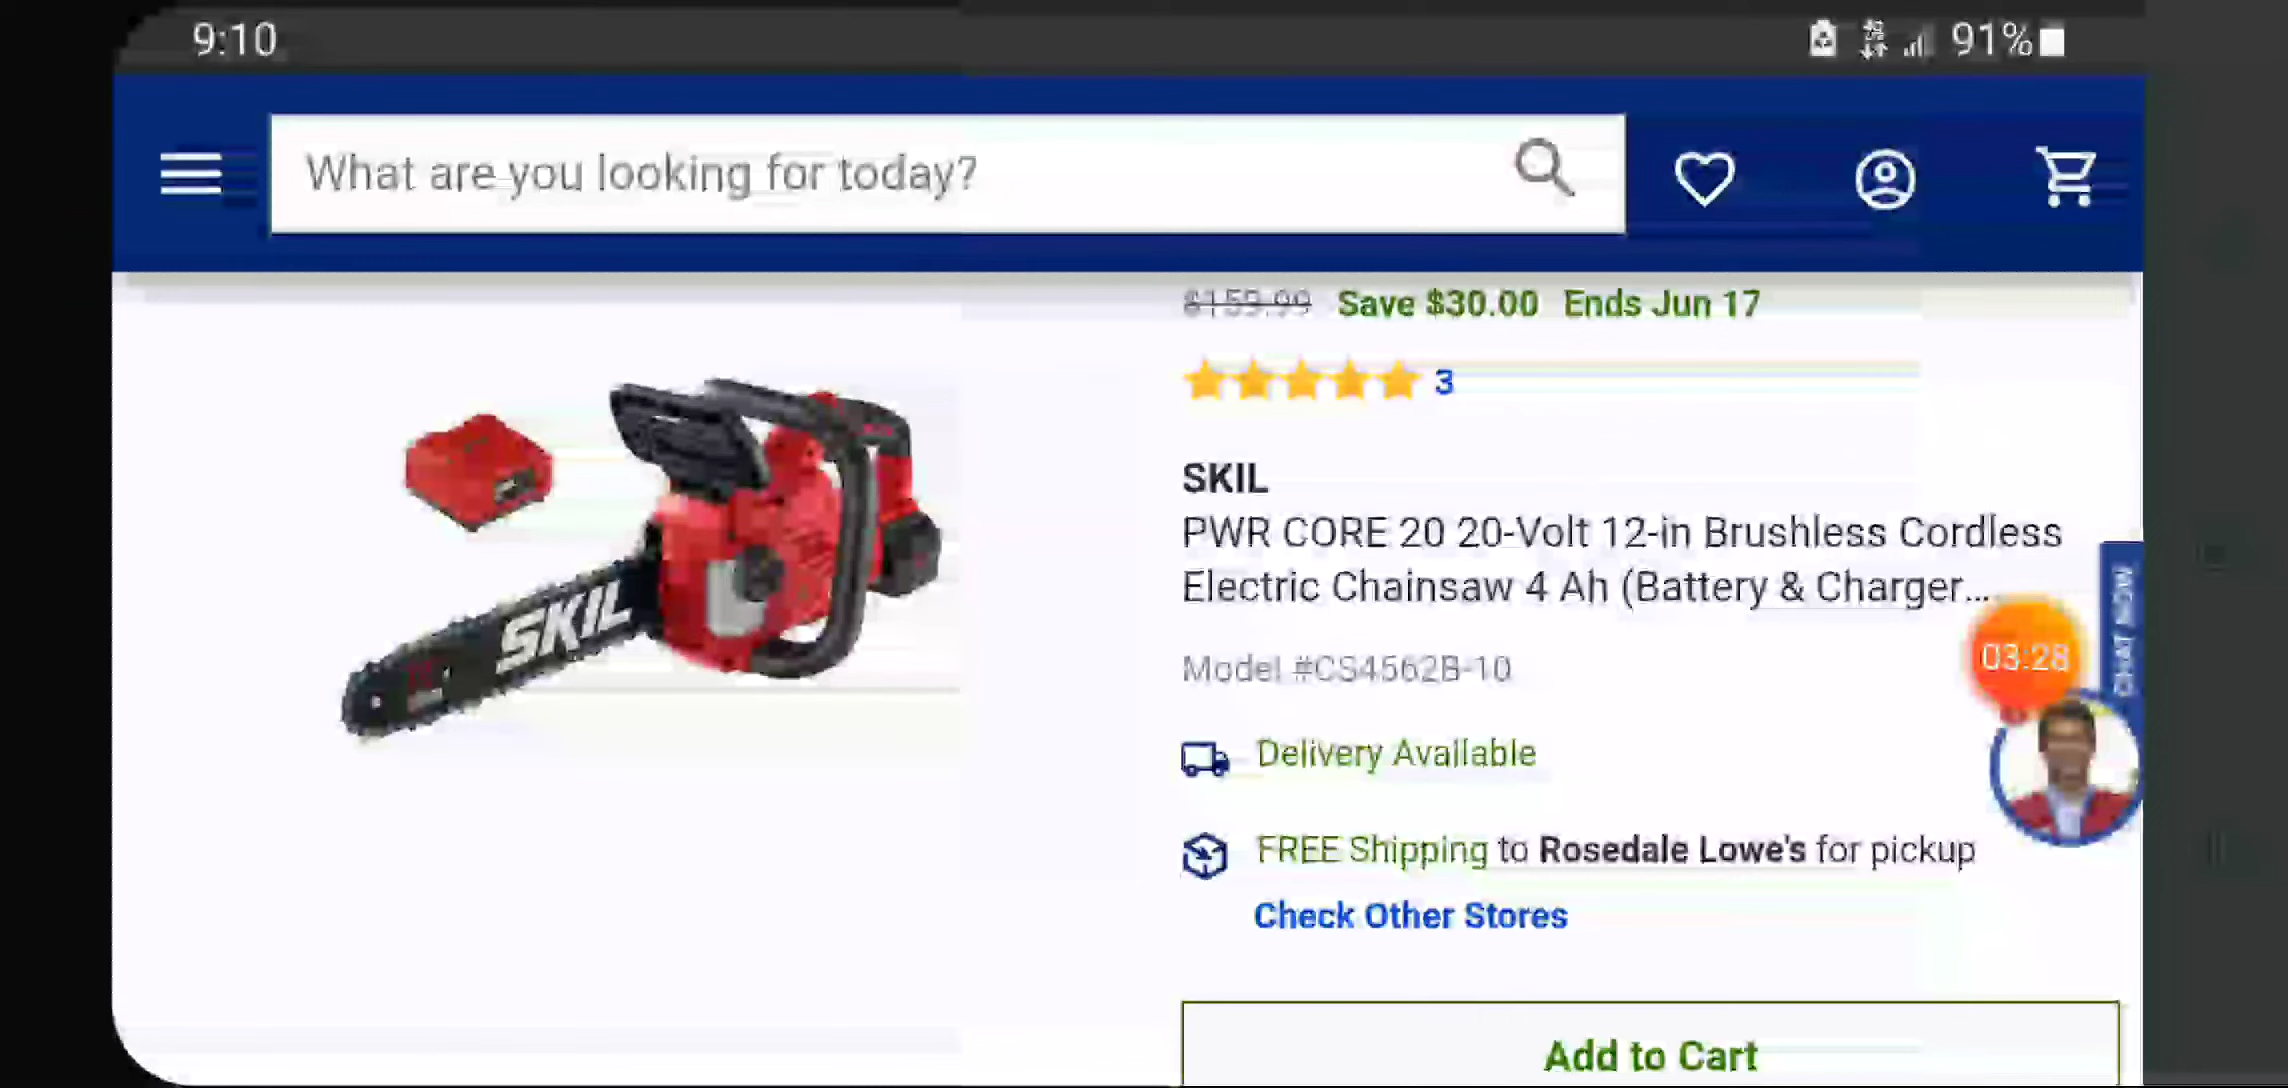 9:10
91%
What are you looking for today?
$159.99 Save $30.00 Ends Jun 17
3
SKIL
SKIL
PWR CORE 20 20-Volt 12-in Brushless Cordless
Electric Chainsaw 4 Ah (Battery & Charger...
Model #CS4562B-10
03:28
CHAT NOW
Delivery Available
FREE Shipping to Rosedale Lowe's for pickup
Check Other Stores
Add to Cart